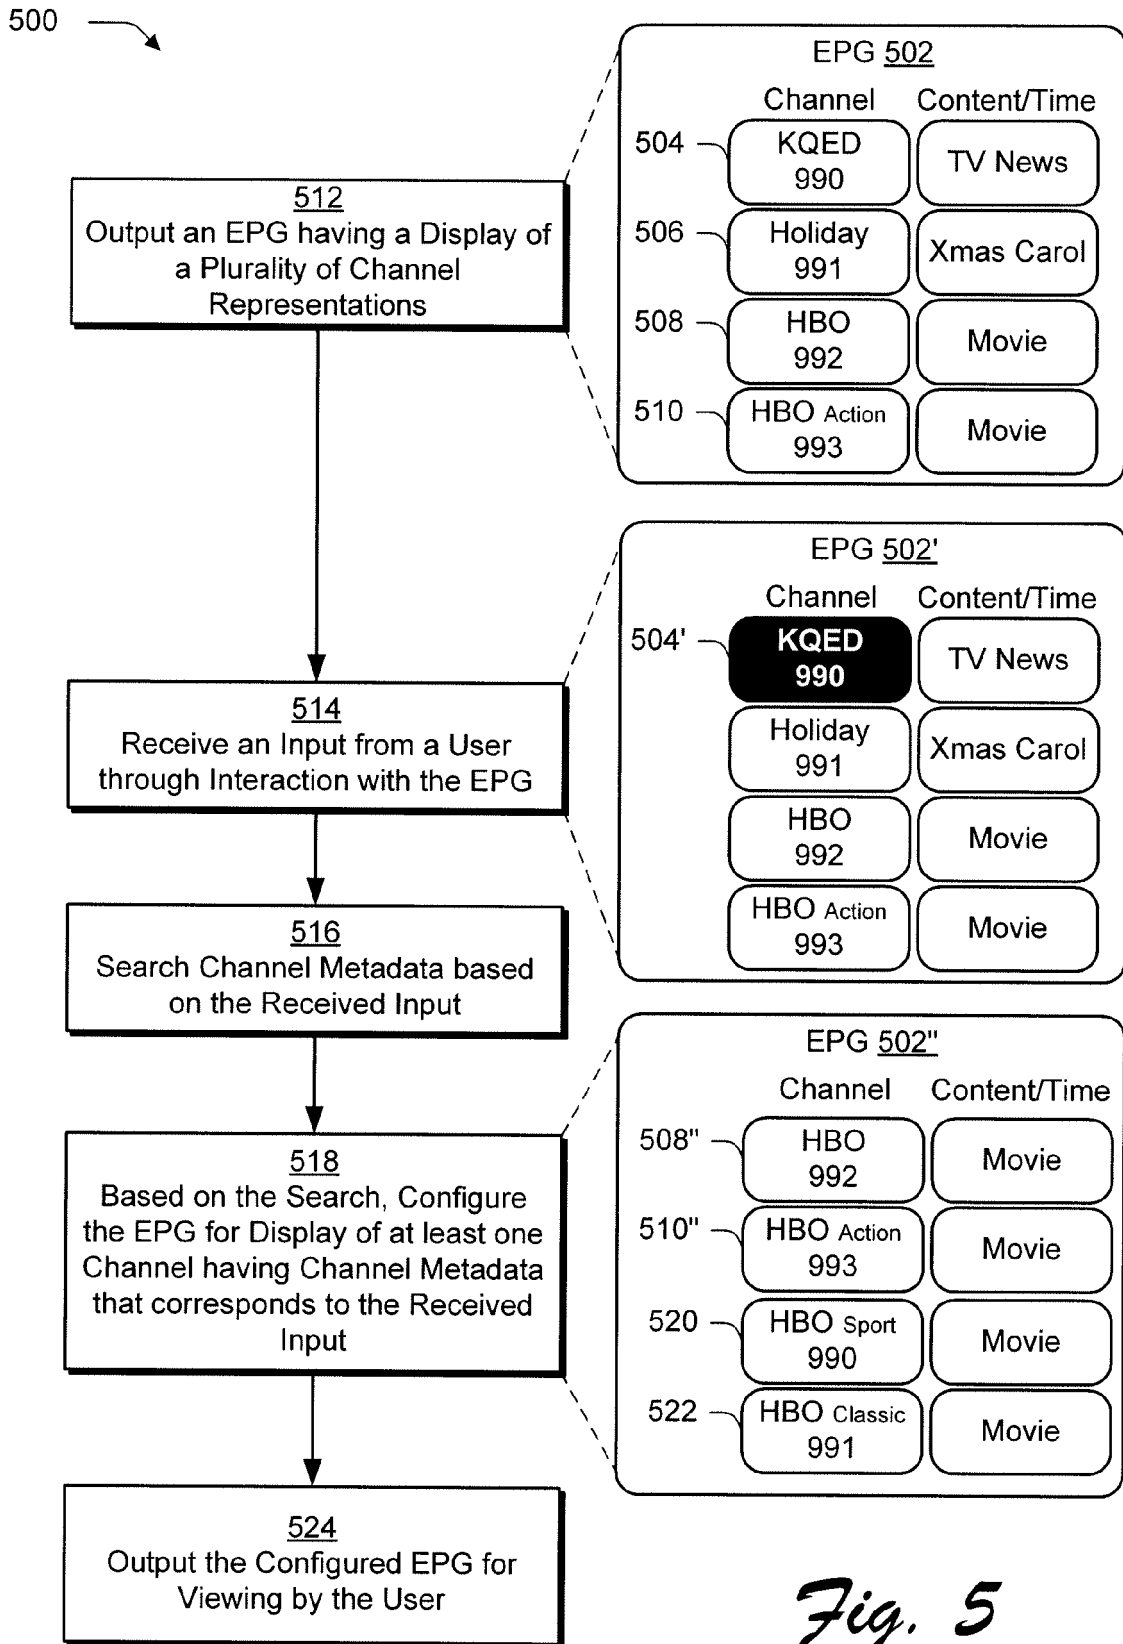 500
EPG 502
Channel Content/Time
504 KQED 990 TV News
506 Holiday 991 Xmas Carol
508 HBO 992 Movie
510 HBO Action 993 Movie
512
Output an EPG having a Display of
a Plurality of Channel
Representations
EPG 502'
Channel Content/Time
504' KQED 990 TV News
Holiday 991 Xmas Carol
HBO 992 Movie
HBO Action 993 Movie
514
Receive an Input from a User
through Interaction with the EPG
516
Search Channel Metadata based
on the Received Input
EPG 502"
Channel Content/Time
508" HBO 992 Movie
510" HBO Action 993 Movie
520 HBO Sport 990 Movie
522 HBO Classic 991 Movie
518
Based on the Search, Configure
the EPG for Display of at least one
Channel having Channel Metadata
that corresponds to the Received
Input
524
Output the Configured EPG for
Viewing by the User
Fig. 5